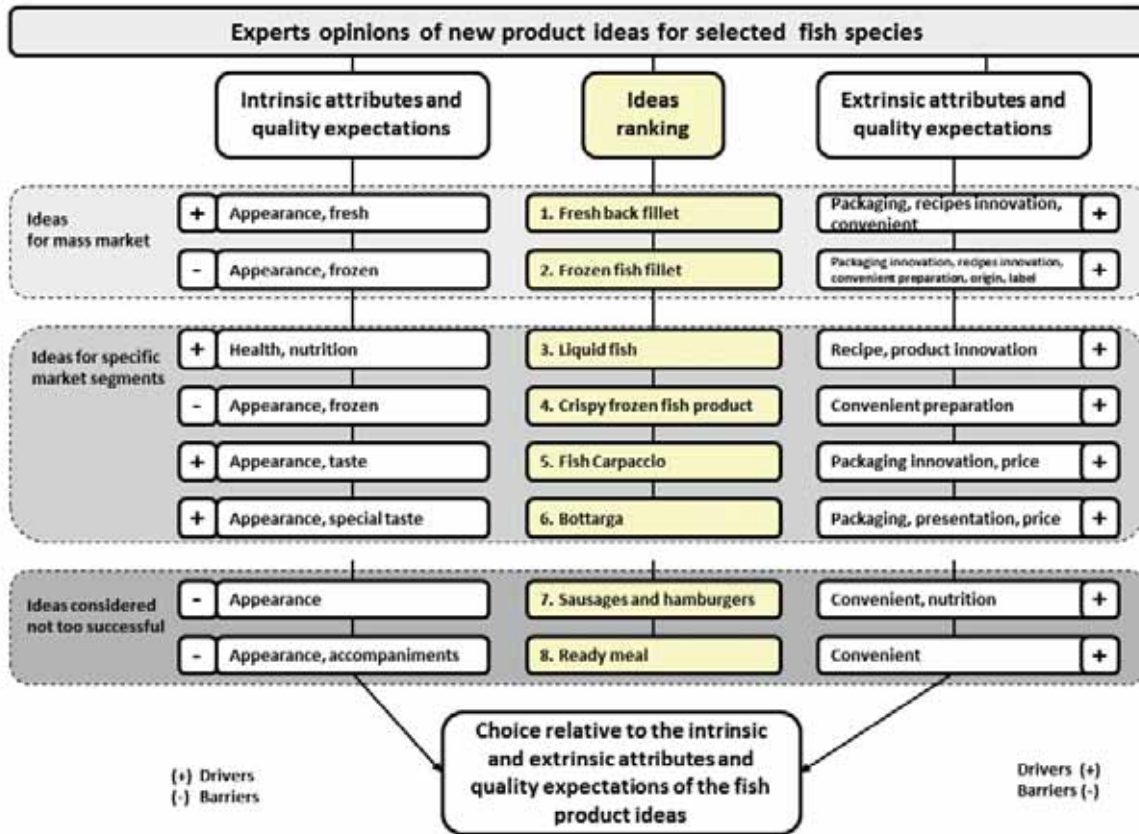 Experts opinions of new product ideas for selected fish species
Intrinsic attributes and
quality expectations
Ideas
ranking
Extrinsic attributes and
quality expectations
Ideas
for mass market
+
Appearance, fresh
1. Fresh back fillet
Packaging, recipes innovation,
convenient
+
-
Appearance, frozen
2. Frozen fish fillet
Packaging innovation, recipes innovation,
convenient preparation, origin, label
+
Ideas for specific
market segments
+
Health, nutrition
3. Liquid fish
Recipe, product innovation
+
-
Appearance, frozen
4. Crispy frozen fish product
Convenient preparation
+
+
Appearance, taste
5. Fish Carpaccio
Packaging innovation, price
+
+
Appearance, special taste
6. Bottarga
Packaging, presentation, price
+
Ideas considered
not too successful
-
Appearance
7. Sausages and hamburgers
Convenient, nutrition
+
-
Appearance, accompaniments
8. Ready meal
Convenient
+
Choice relative to the intrinsic
and extrinsic attributes and
quality expectations of the fish
product ideas
(+) Drivers
(-) Barriers
Drivers (+)
Barriers (-)